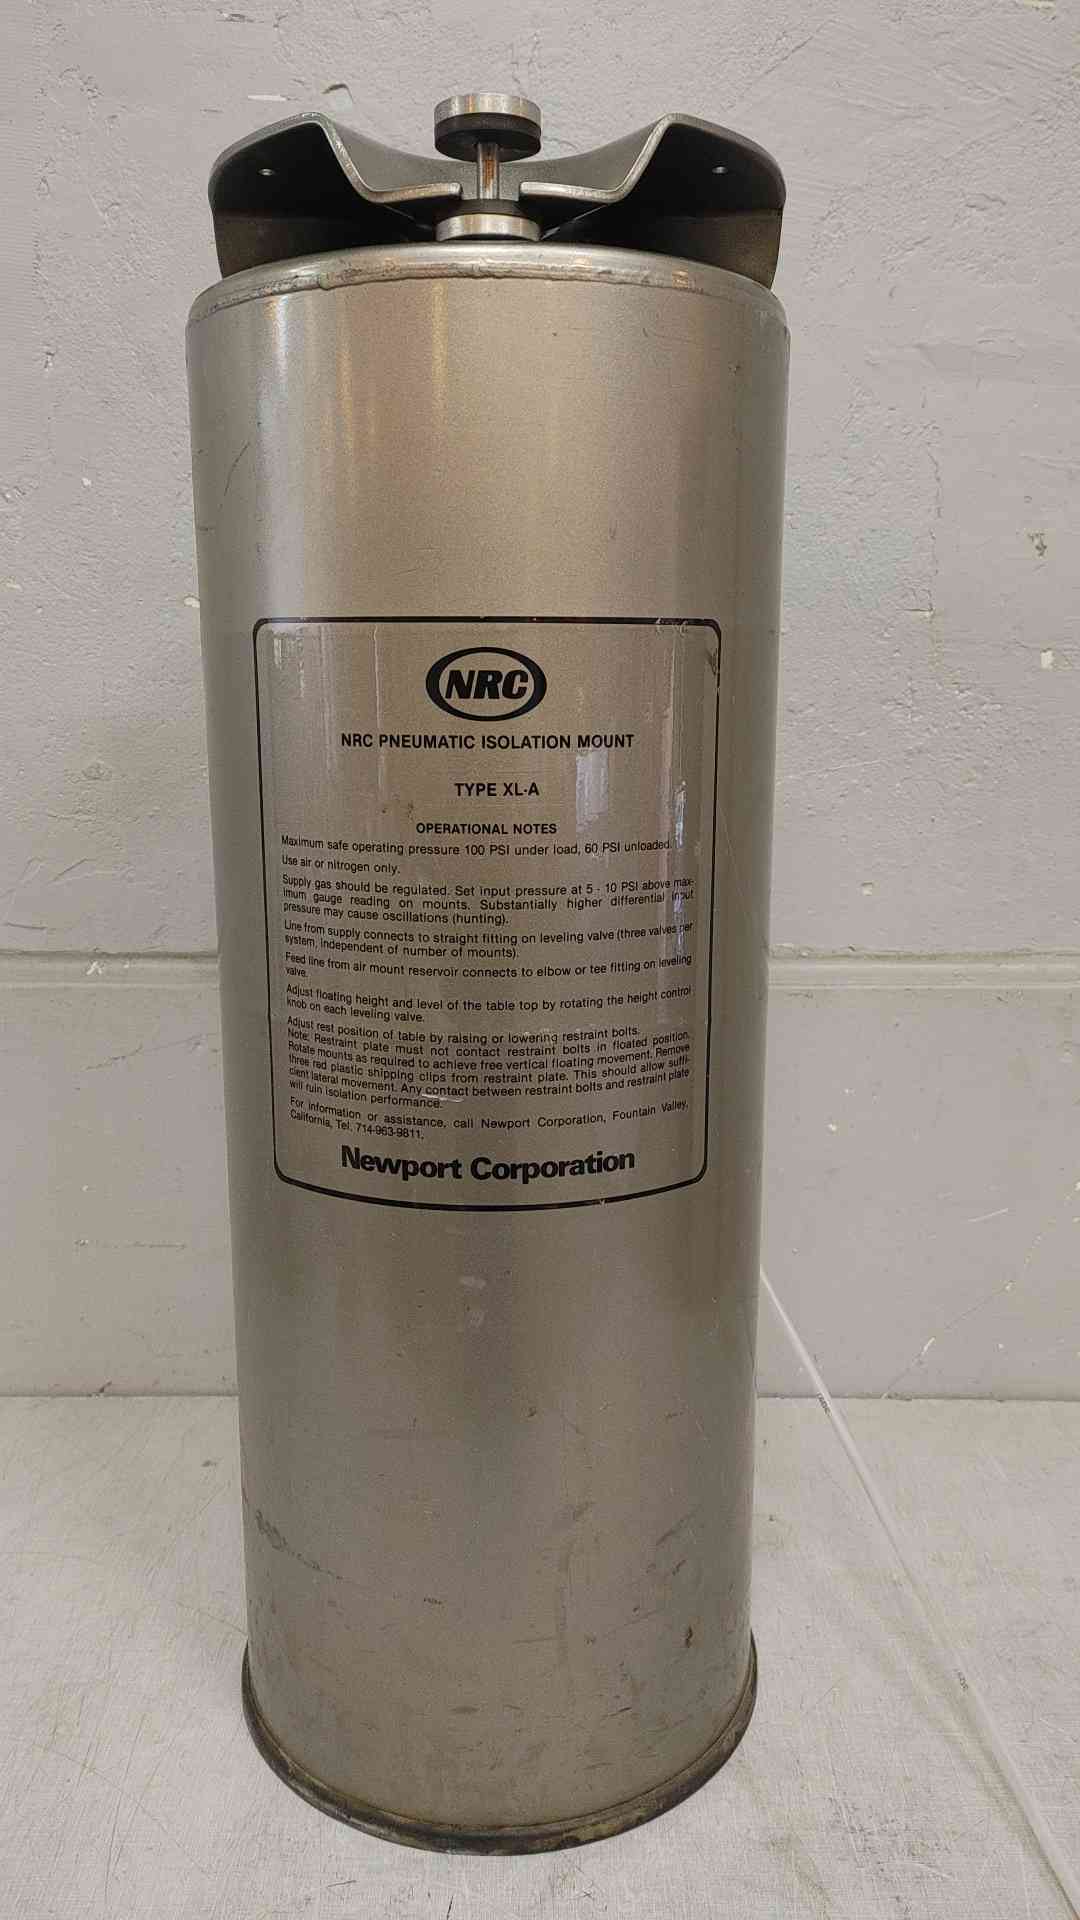 NRC
NRC PNEUMATIC ISOLATION MOUNT
TYPE XL-A
OPERATIONAL NOTES
Maximum safe operating pressure 100 PSI under load, 60 PSI unloaded.
Use air or nitrogen only.
Supply gas should be regulated. Set input pressure at 5 - 10 PSI above max-
imum gauge reading on mounts. Substantially higher differential input
pressure may cause oscillations (hunting).
Line from supply connects to straight fitting on leveling valve (three valves per
system, independent of number of mounts).
Feed line from air mount reservoir connects to elbow or tee fitting on leveling
valve.
Adjust floating height and level of the table top by rotating the height control
knob on each leveling valve.
Adjust rest position of table by raising or lowering restraint bolts.
Note: Restraint plate must not contact restraint bolts in floated position.
Rotate mounts as required to achieve free vertical floating movement. Remove
three red plastic shipping clips from restraint plate. This should allow suffi-
cient lateral movement. Any contact between restraint bolts and restraint plate
will ruin isolation performance.
For information or assistance, call Newport Corporation, Fountain Valley,
California, Tel. 714-963-9811.
Newport Corporation